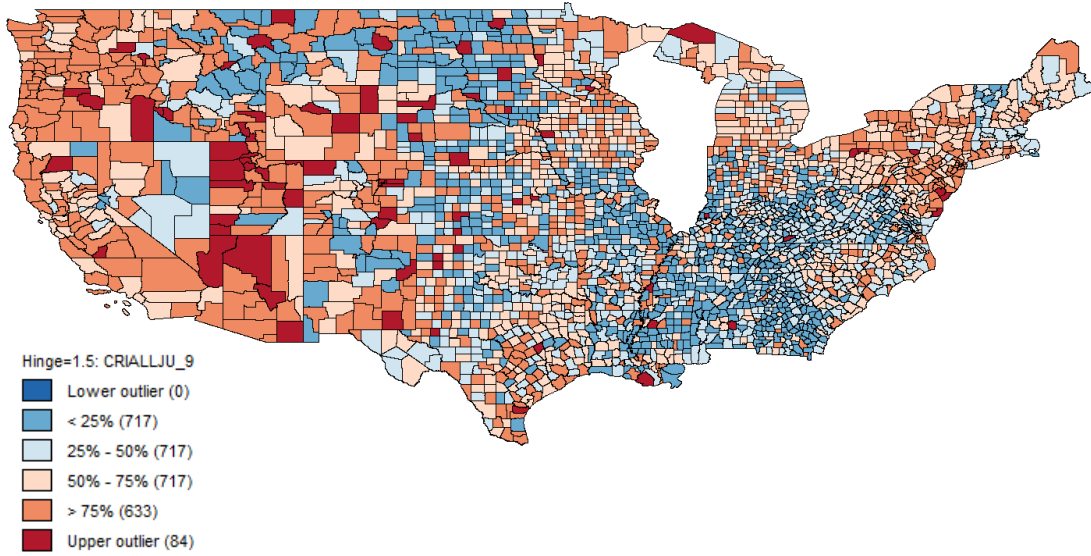 Hinge=1.5: CRIALLJU_9
Lower outlier (0)
< 25% (717)
25% - 50% (717)
50% - 75% (717)
> 75% (633)
Upper outlier (84)